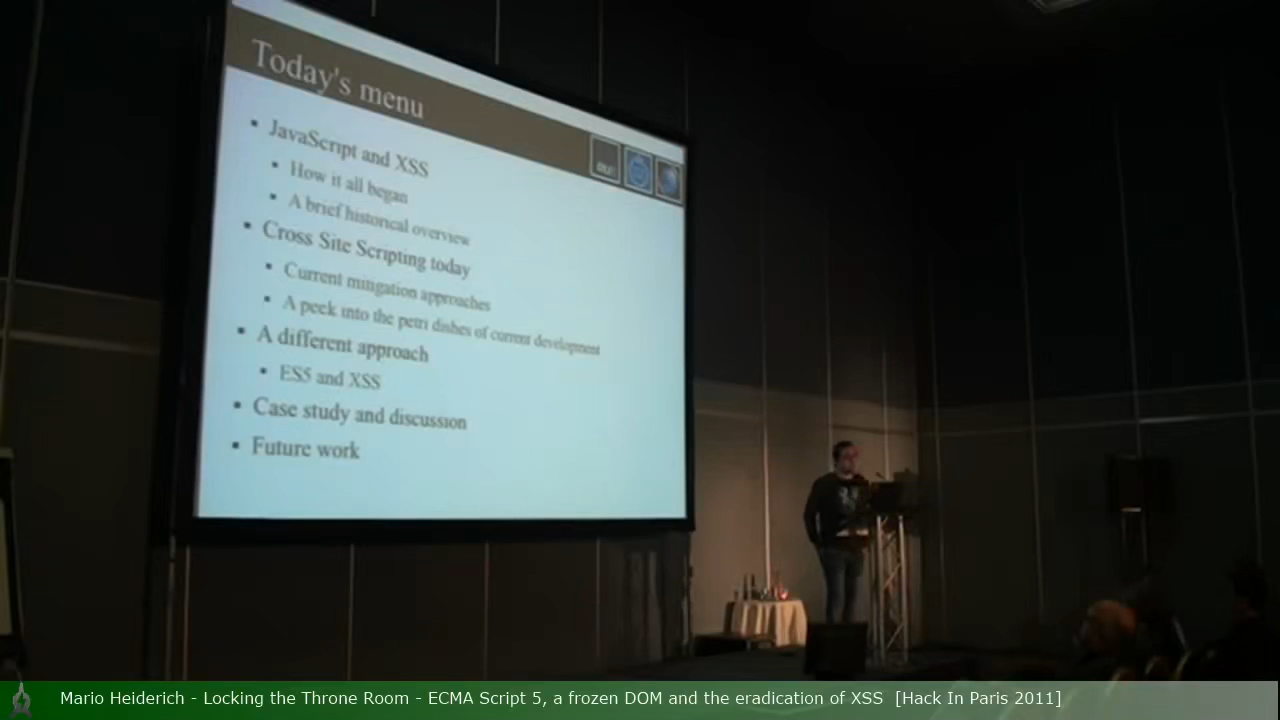 Today's menu
JavaScript and XSS
How it all began
A brief historical overview
Cross Site Scripting today
Current mitigation approaches
A peek into the petri dishes of current development
A different approach
ES5 and XSS
Case study and discussion
Future work
Mario Heiderich - Locking the Throne Room - ECMA Script 5, a frozen DOM and the eradication of XSS [Hack In Paris 2011]